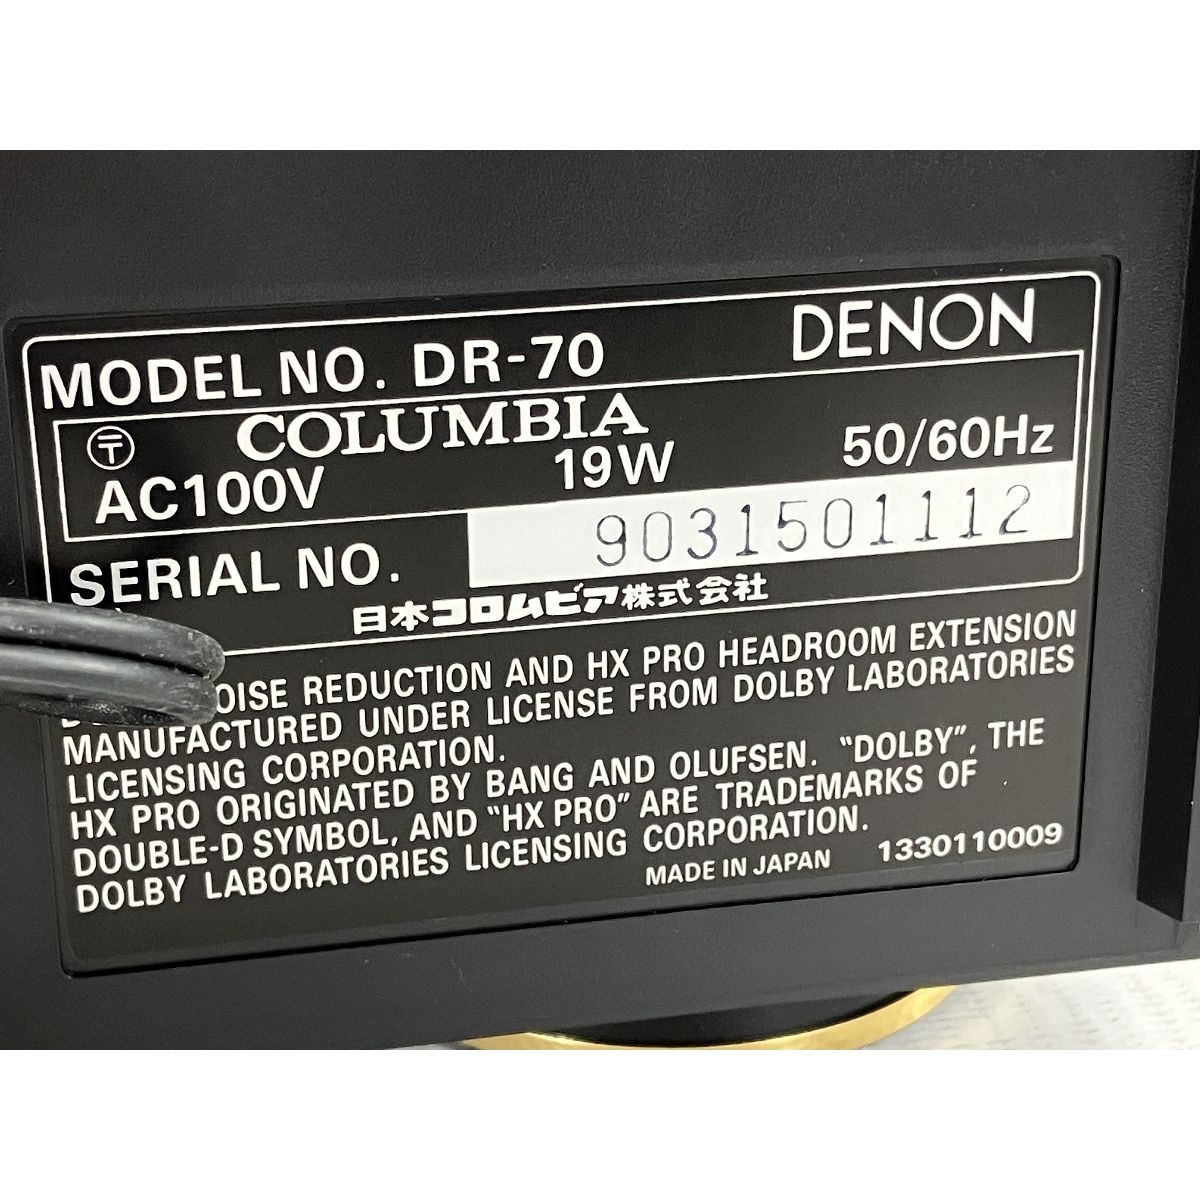 MODEL NO. DR-70 DENON
〒 COLUMBIA
AC100V 19W 50/60Hz
SERIAL NO. 9031501112
日本コロムビア株式会社
REDUCTION AND HX PRO HEADROOM EXTENSION
MANUFACTURED UNDER LICENSE FROM DOLBY LABORATORIES
LICENSING CORPORATION.
HX PRO ORIGINATED BY BANG AND OLUFSEN. "DOLBY", THE
DOUBLE-D SYMBOL, AND "HX PRO" ARE TRADEMARKS OF
DOLBY LABORATORIES LICENSING CORPORATION.
MADE IN JAPAN 1330110009